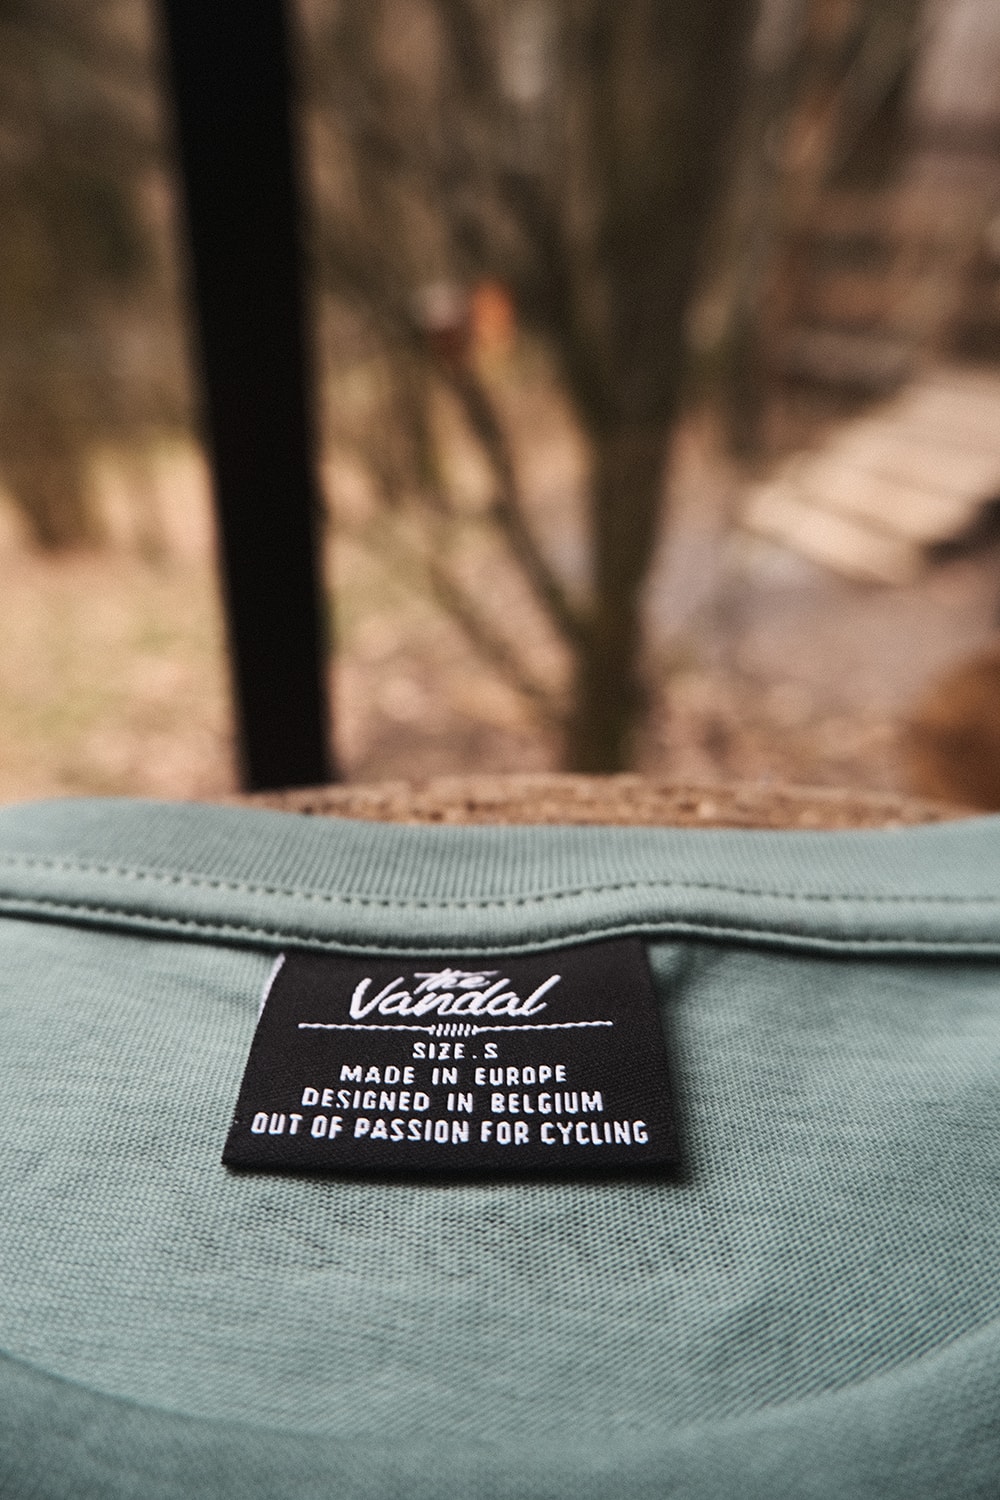 the
Vandal
SIZE.S
MADE IN EUROPE
DESIGNED IN BELGIUM
OUT OF PASSION FOR CYCLING